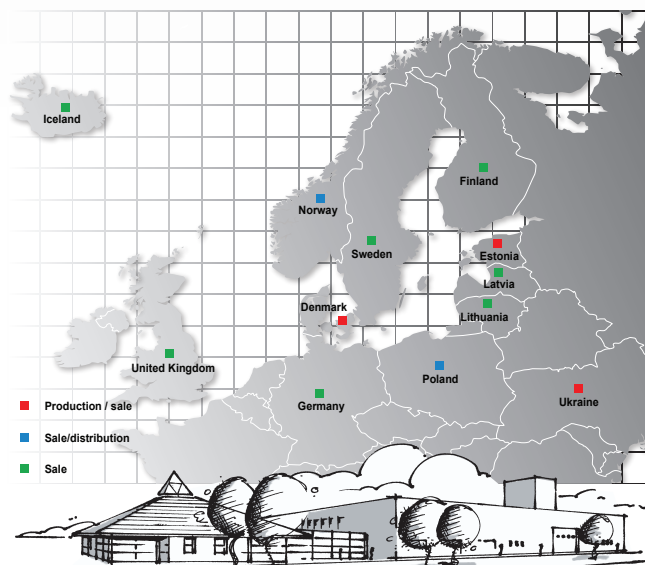 Iceland
Finland
Norway
Sweden
Estonia
Latvia
Denmark
Lithuania
United Kingdom
Poland
Germany
Ukraine
Production / sale
Sale/distribution
Sale